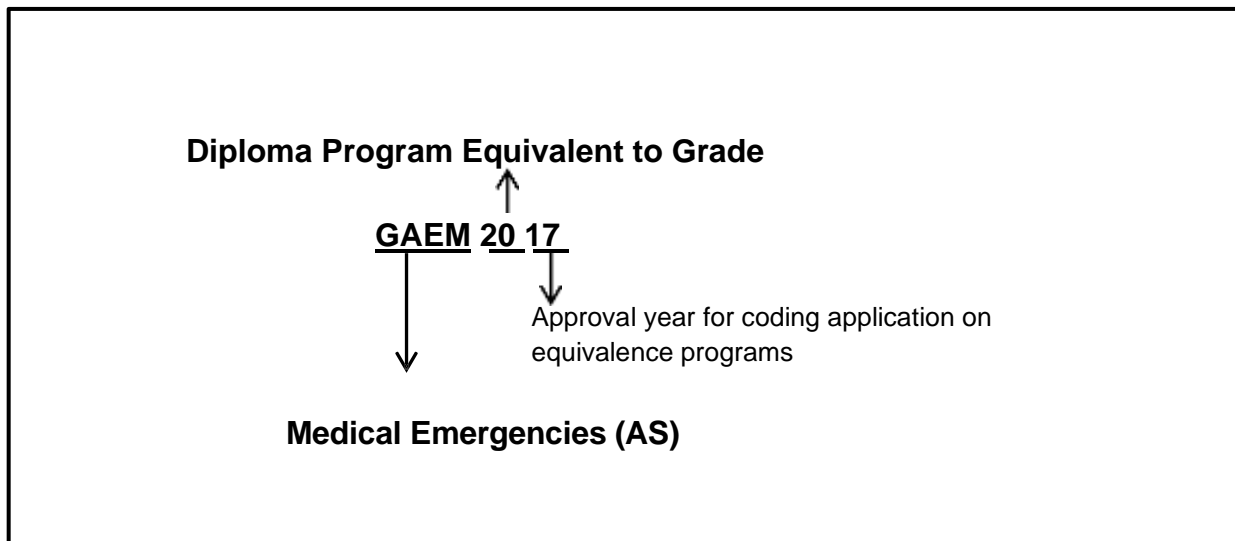 Diploma Program Equivalent to Grade
GAEM 20 17
Approval year for coding application on
equivalence programs
Medical Emergencies (AS)